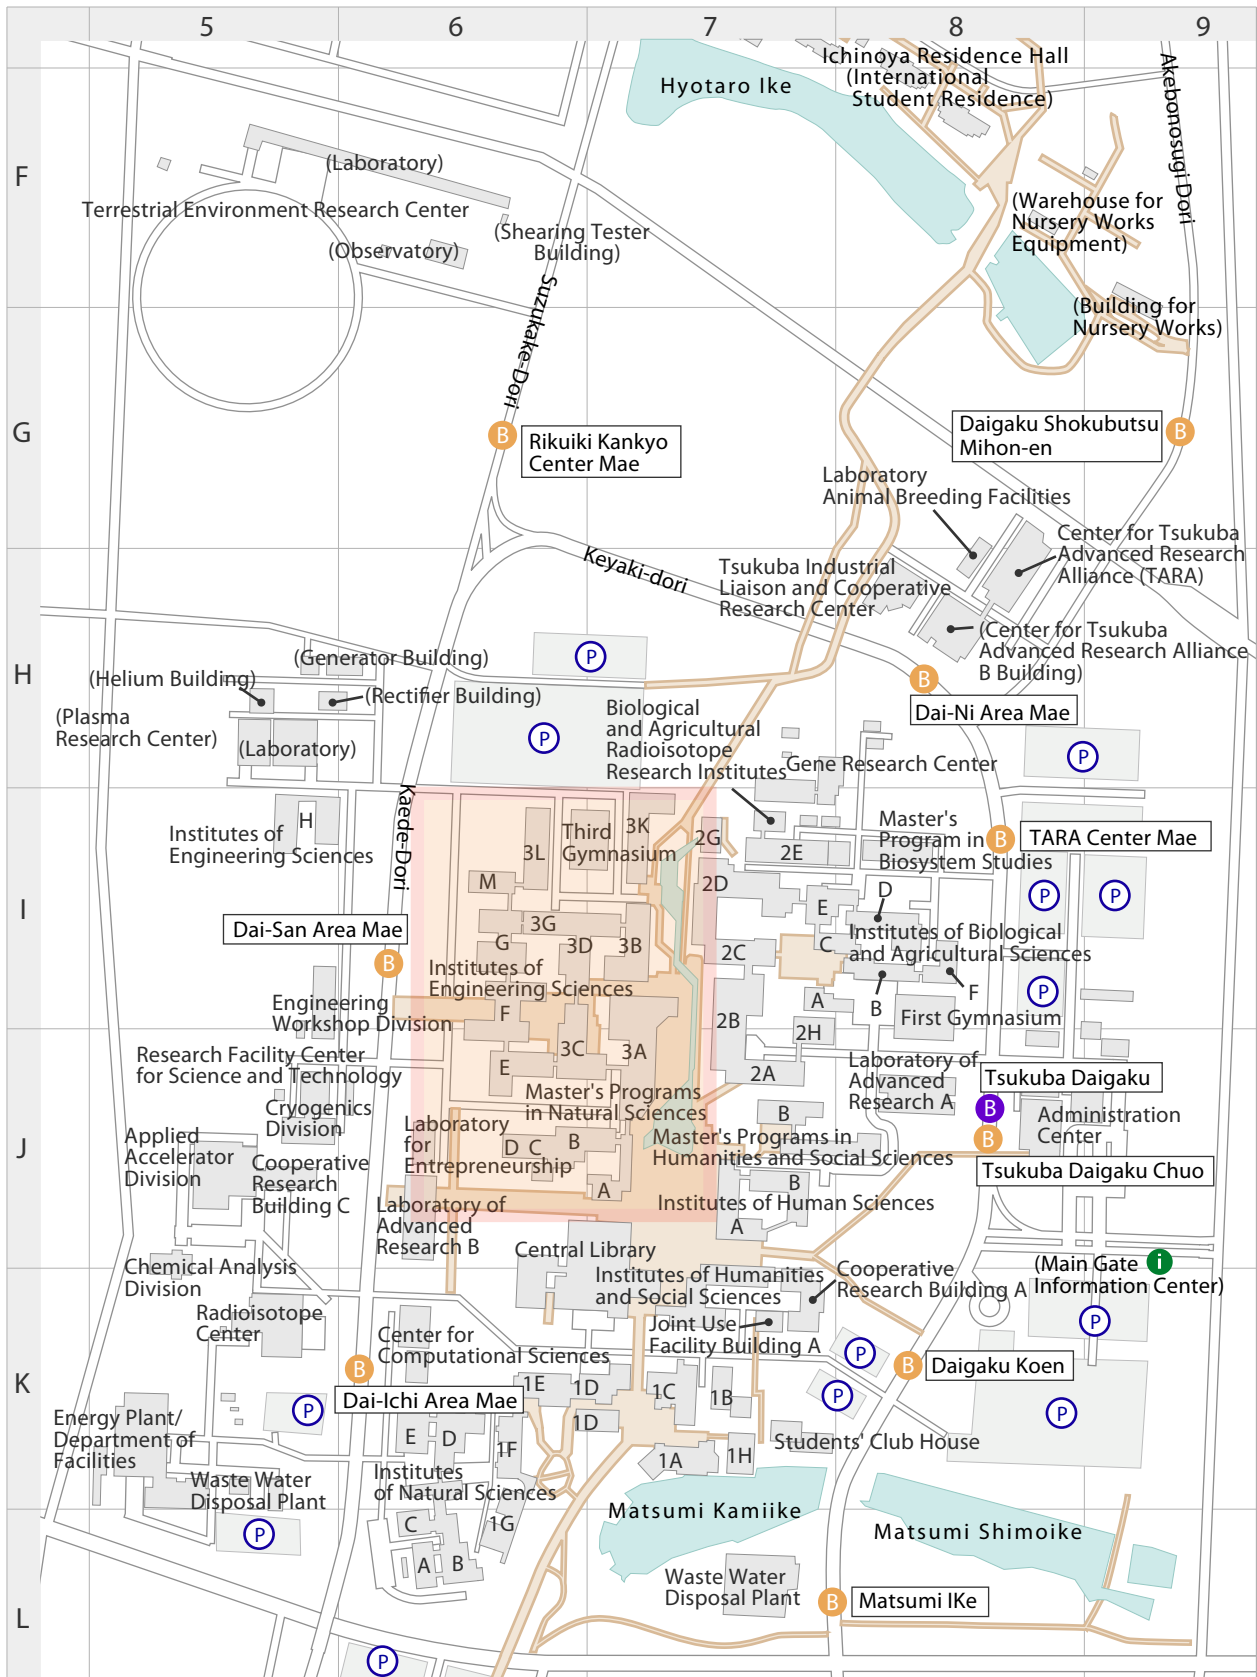 5
6
7
8
9
F
G
H
I
J
K
L
Hyotaro Ike
Ichinoya Residence Hall
(International
Student Residence)
Akebonosugi Dori
(Laboratory)
Terrestrial Environment Research Center
(Observatory)
(Shearing Tester
Building)
Suzukake-Dori
(Warehouse for
Nursery Works
Equipment)
(Building for
Nursery Works)
B
Rikuiki Kankyo
Center Mae
Daigaku Shokubutsu
Mihon-en
B
Laboratory
Animal Breeding Facilities
Center for Tsukuba
Advanced Research
Alliance (TARA)
Keyaki-dori
Tsukuba Industrial
Liaison and Cooperative
Research Center
(Center for Tsukuba
Advanced Research Alliance
B Building)
(Generator Building)
P
(Helium Building)
(Rectifier Building)
B
Dai-Ni Area Mae
(Plasma
Research Center)
(Laboratory)
P
Biological
and Agricultural
Radioisotope
Research Institutes
Gene Research Center
P
Kaede-Dori
H
Institutes of
Engineering Sciences
3L
Third
Gymnasium
3K
2G
2E
Master's
Program in
Biosystem Studies
B
TARA Center Mae
M
2D
E
D
P
P
Dai-San Area Mae
3G
G
3D
3B
2C
C
Institutes of Biological
and Agricultural Sciences
B
Institutes of
Engineering Sciences
F
A
B
F
P
Engineering
Workshop Division
2B
2H
First Gymnasium
Research Facility Center
for Science and Technology
E
3C
3A
2A
Laboratory of
Advanced
Research A
Tsukuba Daigaku
Cryogenics
Division
Master's Programs
in Natural Sciences
B
B
Administration
Center
Applied
Accelerator
Division
Laboratory
for
Entrepreneurship
D
C
B
Master's Programs in
Humanities and Social Sciences
B
Tsukuba Daigaku Chuo
Cooperative
Research
Building C
A
B
Institutes of Human Sciences
Laboratory of
Advanced
Research B
A
Central Library
Chemical Analysis
Division
Institutes of Humanities
and Social Sciences
Cooperative
Research Building A
(Main Gate
Information Center)
i
Radioisotope
Center
Center for
Computational Sciences
Joint Use
Facility Building A
P
P
B
Dai-Ichi Area Mae
B
Daigaku Koen
1E
1D
1C
1B
P
P
P
Energy Plant/
Department of
Facilities
E
D
1F
1D
1A
1H
Students' Club House
Waste Water
Disposal Plant
Institutes
of Natural Sciences
Matsumi Kamiike
Matsumi Shimoike
P
C
1G
A
B
Waste Water
Disposal Plant
B
Matsumi IKe
P